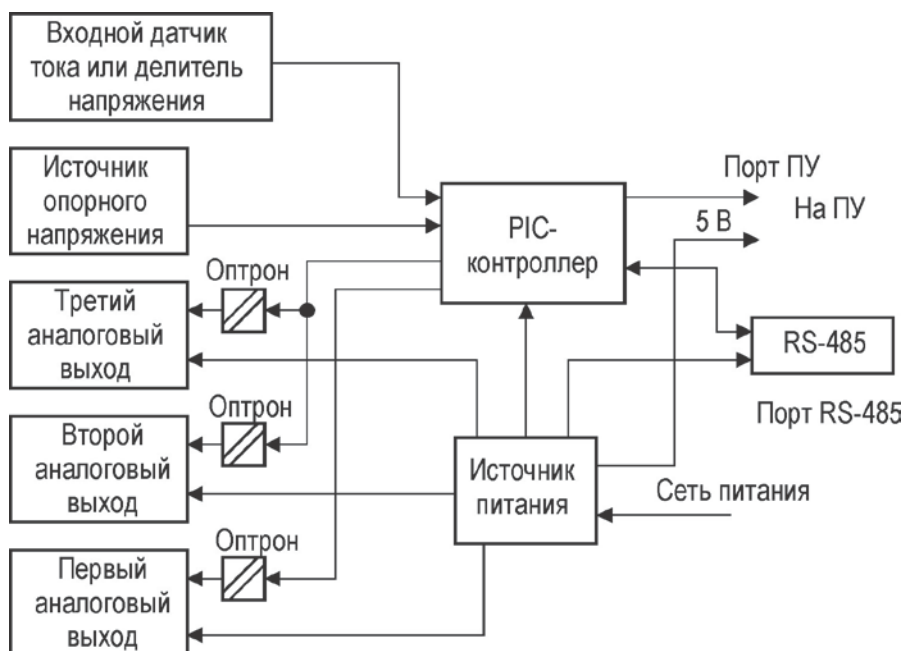 Входной датчик
тока или делитель
напряжения
Источник
опорного
напряжения
Оптрон
Третий
аналоговый
выход
Оптрон
Второй
аналоговый
выход
Оптрон
Первый
аналоговый
выход
PIC-
контроллер
Источник
питания
Порт ПУ
На ПУ
5 В
RS-485
Порт RS-485
Сеть питания